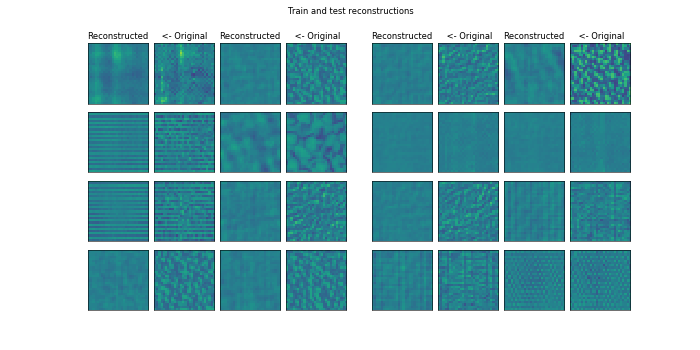 Train and test reconstructions
Reconstructed <- Original Reconstructed <- Original Reconstructed <- Original Reconstructed <- Original